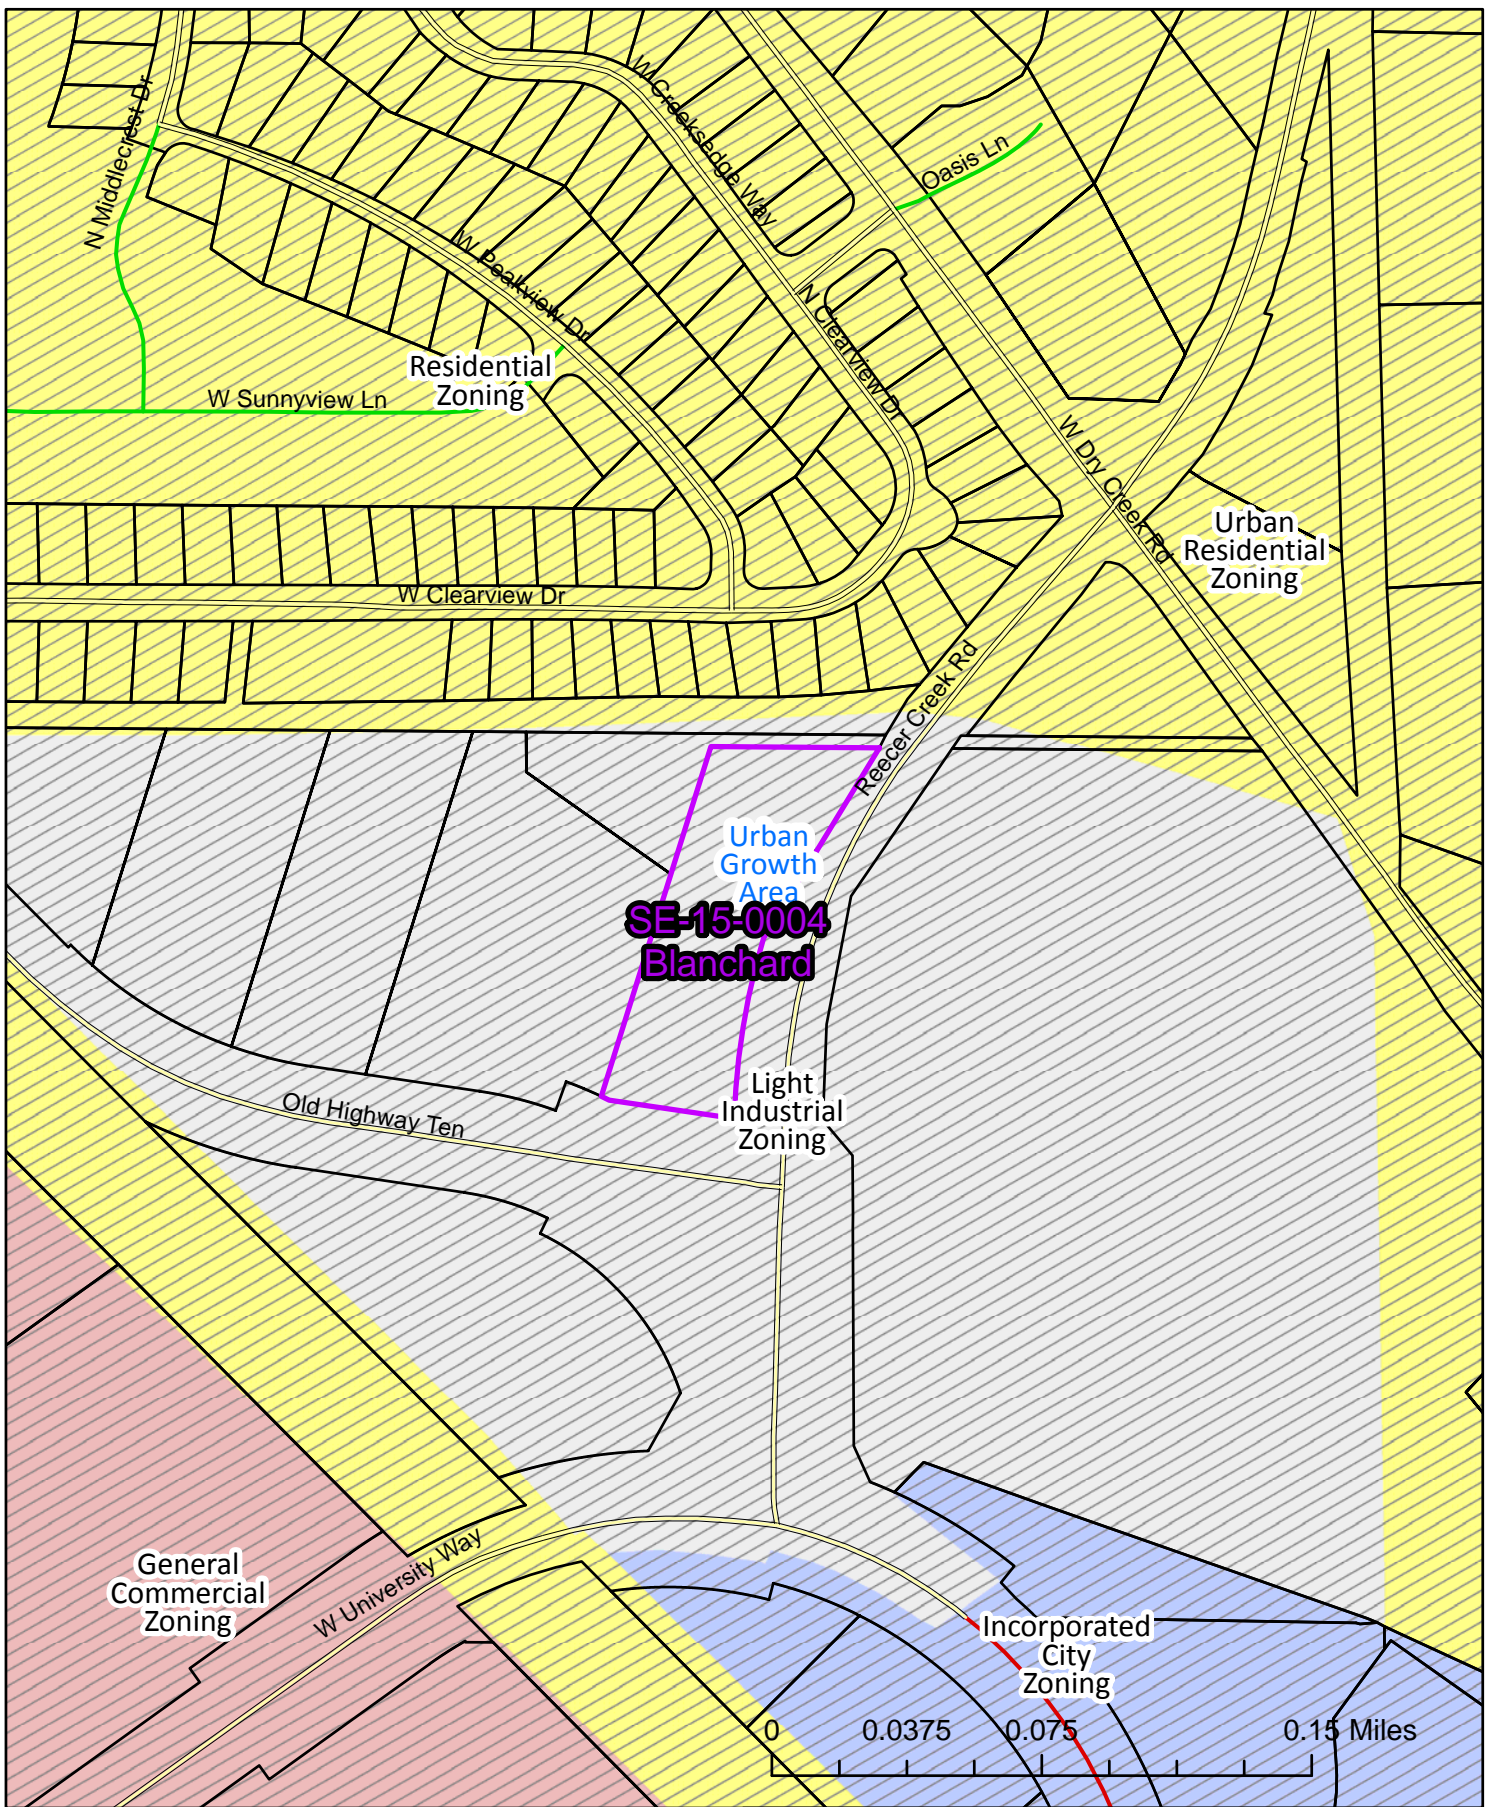 W Creeksedge Way
N Middlecrest Dr
Oasis Ln
W Peakview Dr
N Clearview Dr
Residential
Zoning
W Sunnyview Ln
W Dry Creek Rd
Urban
Residential
Zoning
W Clearview Dr
Reecer Creek Rd
Urban
Growth
Area
SE-15-0004
Blanchard
Light
Industrial
Zoning
Old Highway Ten
General
Commercial
Zoning
W University Way
Incorporated
City
Zoning
0 0.0375 0.075 0.15 Miles